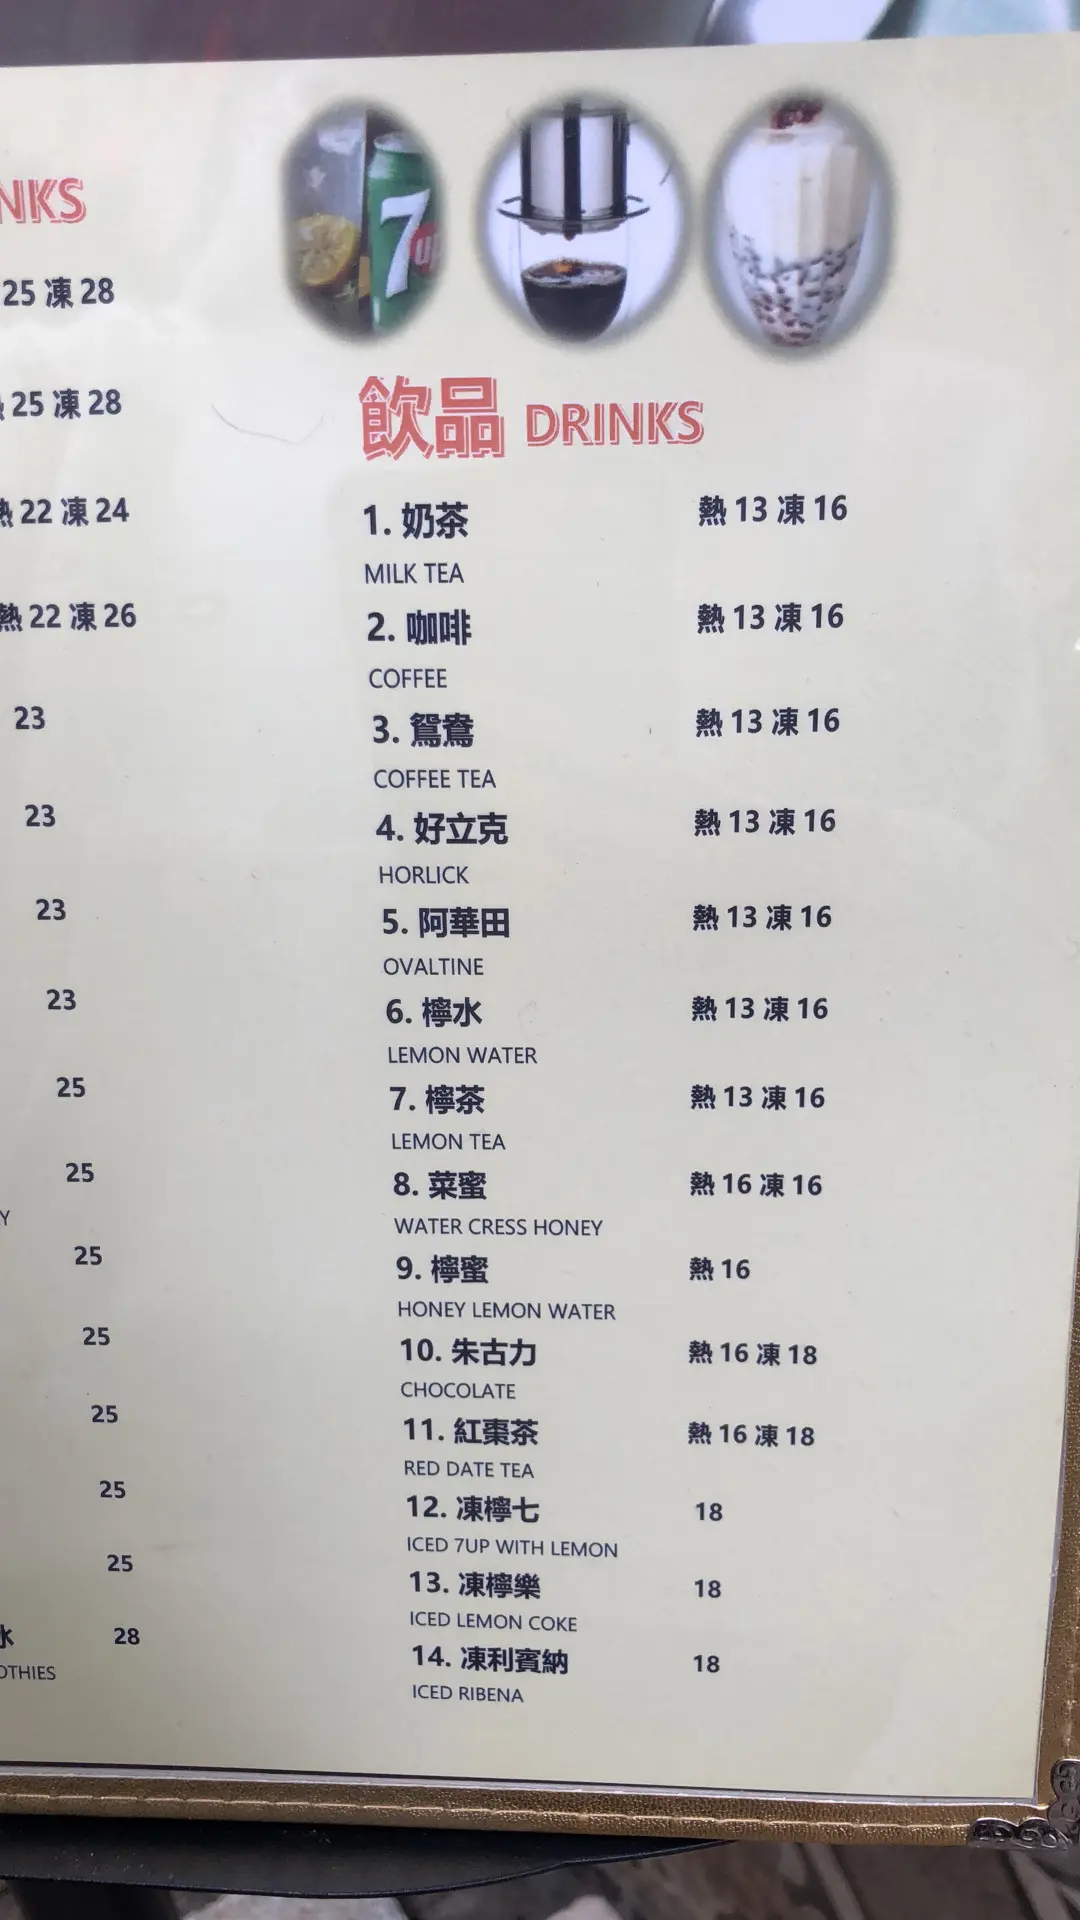 NKS
25 凍 28
25 凍 28
熱 22 凍 24
熱 22 凍 26
23
23
23
23
25
25
Y
25
25
25
25
25
水 28
OTHIES
7up
飲品 DRINKS
1. 奶茶 熱 13 凍 16
MILK TEA
2. 咖啡 熱 13 凍 16
COFFEE
3. 鴛鴦 熱 13 凍 16
COFFEE TEA
4. 好立克 熱 13 凍 16
HORLICK
5. 阿華田 熱 13 凍 16
OVALTINE
6. 檸水 熱 13 凍 16
LEMON WATER
7. 檸茶 熱 13 凍 16
LEMON TEA
8. 菜蜜 熱 16 凍 16
WATER CRESS HONEY
9. 檸蜜 熱 16
HONEY LEMON WATER
10. 朱古力 熱 16 凍 18
CHOCOLATE
11. 紅棗茶 熱 16 凍 18
RED DATE TEA
12. 凍檸七 18
ICED 7UP WITH LEMON
13. 凍檸樂 18
ICED LEMON COKE
14. 凍利賓納 18
ICED RIBENA